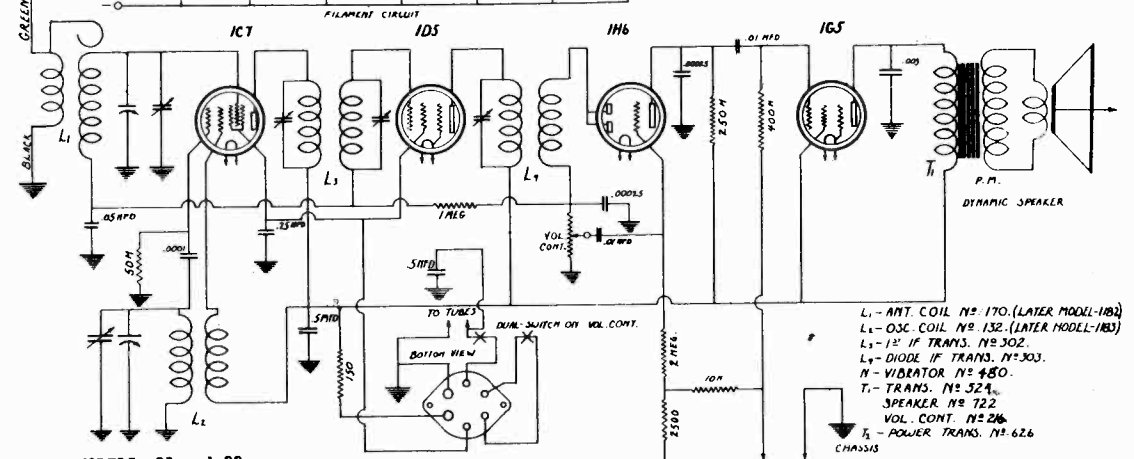 GREEN
FILAMENT CIRCUIT
1C7
1D5
1H6
1G5
.01 MFD
.00025
.003
250M
400M
L1
BLACK
L3
L4
T1
P.M.
DYNAMIC SPEAKER
.05 MFD
.25 MFD
1 MEG
.00025
VOL
CONT.
.01 MFD
50M
.0001
.5 MFD
TO TUBES
DUAL-SWITCH ON VOL.CONT.
.5 MFD
BOTTOM VIEW
150
2 MEG.
10M
2500
L2
L1 - ANT. COIL Nº 170. (LATER MODEL-1182)
L2 - OSC. COIL Nº 132. (LATER MODEL-1183)
L3 - 1ST IF TRANS. Nº 302.
L4 - DIODE IF TRANS. Nº 303.
N - VIBRATOR Nº 480.
T1 - TRANS. Nº 524
SPEAKER Nº 722
VOL. CONT. Nº 216
T2 - POWER TRANS. Nº 626
CHASSIS